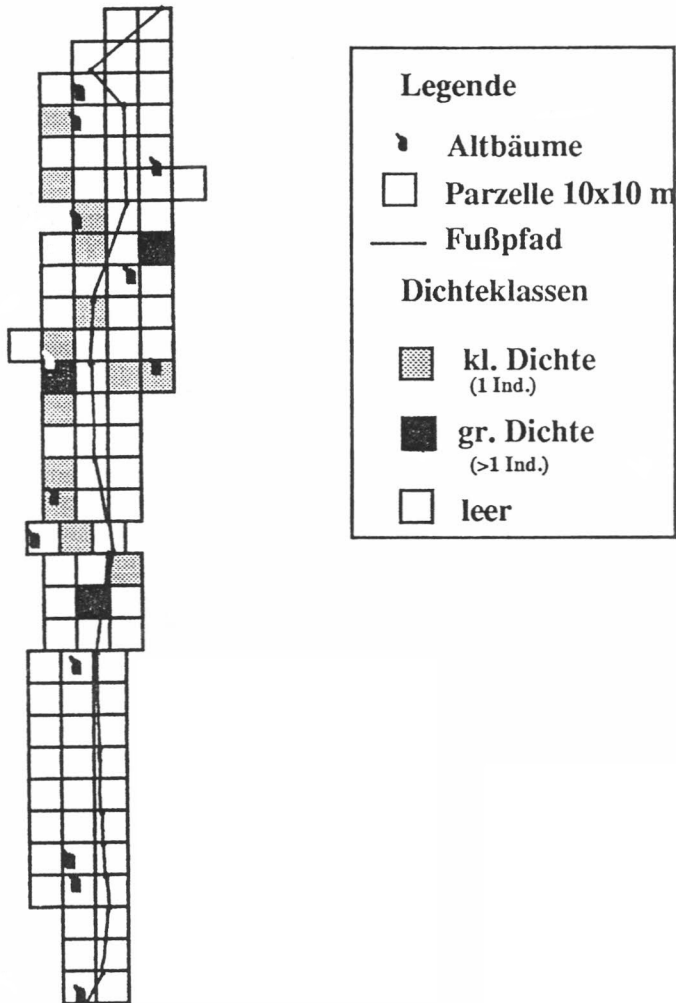 Legende
Altbäume
Parzelle 10x10 m
Fußpfad
Dichteklassen
kl. Dichte
(1 Ind.)
gr. Dichte
(>1 Ind.)
leer